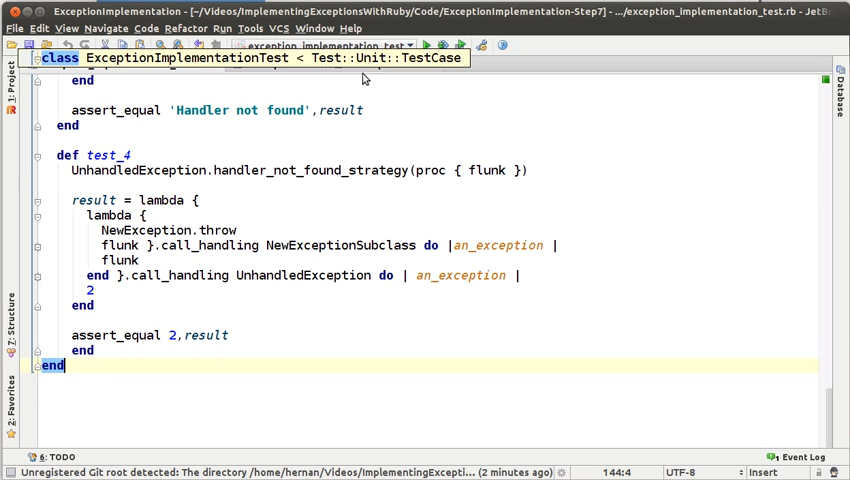 ExceptionImplementation - [~/Videos/ImplementingExceptionsWithRuby/Code/ExceptionImplementation-Step7] - .../exception_implementation_test.rb - JetBr
File Edit View Navigate Code Refactor Run Tools VCS Window Help
exception_implementation_test
class ExceptionImplementationTest < Test::Unit::TestCase
end
assert_equal 'Handler not found',result
end
def test_4
UnhandledException.handler_not_found_strategy(proc { flunk })
result = lambda {
lambda {
NewException.throw
flunk }.call_handling NewExceptionSubclass do |an_exception |
flunk
end }.call_handling UnhandledException do | an_exception |
2
end
assert_equal 2,result
end
end
1: Project
7: Structure
2: Favorites
Database
6: TODO
1 Event Log
Unregistered Git root detected: The directory /home/hernan/Videos/ImplementingExcepti... (2 minutes ago)
144:4
UTF-8
Insert